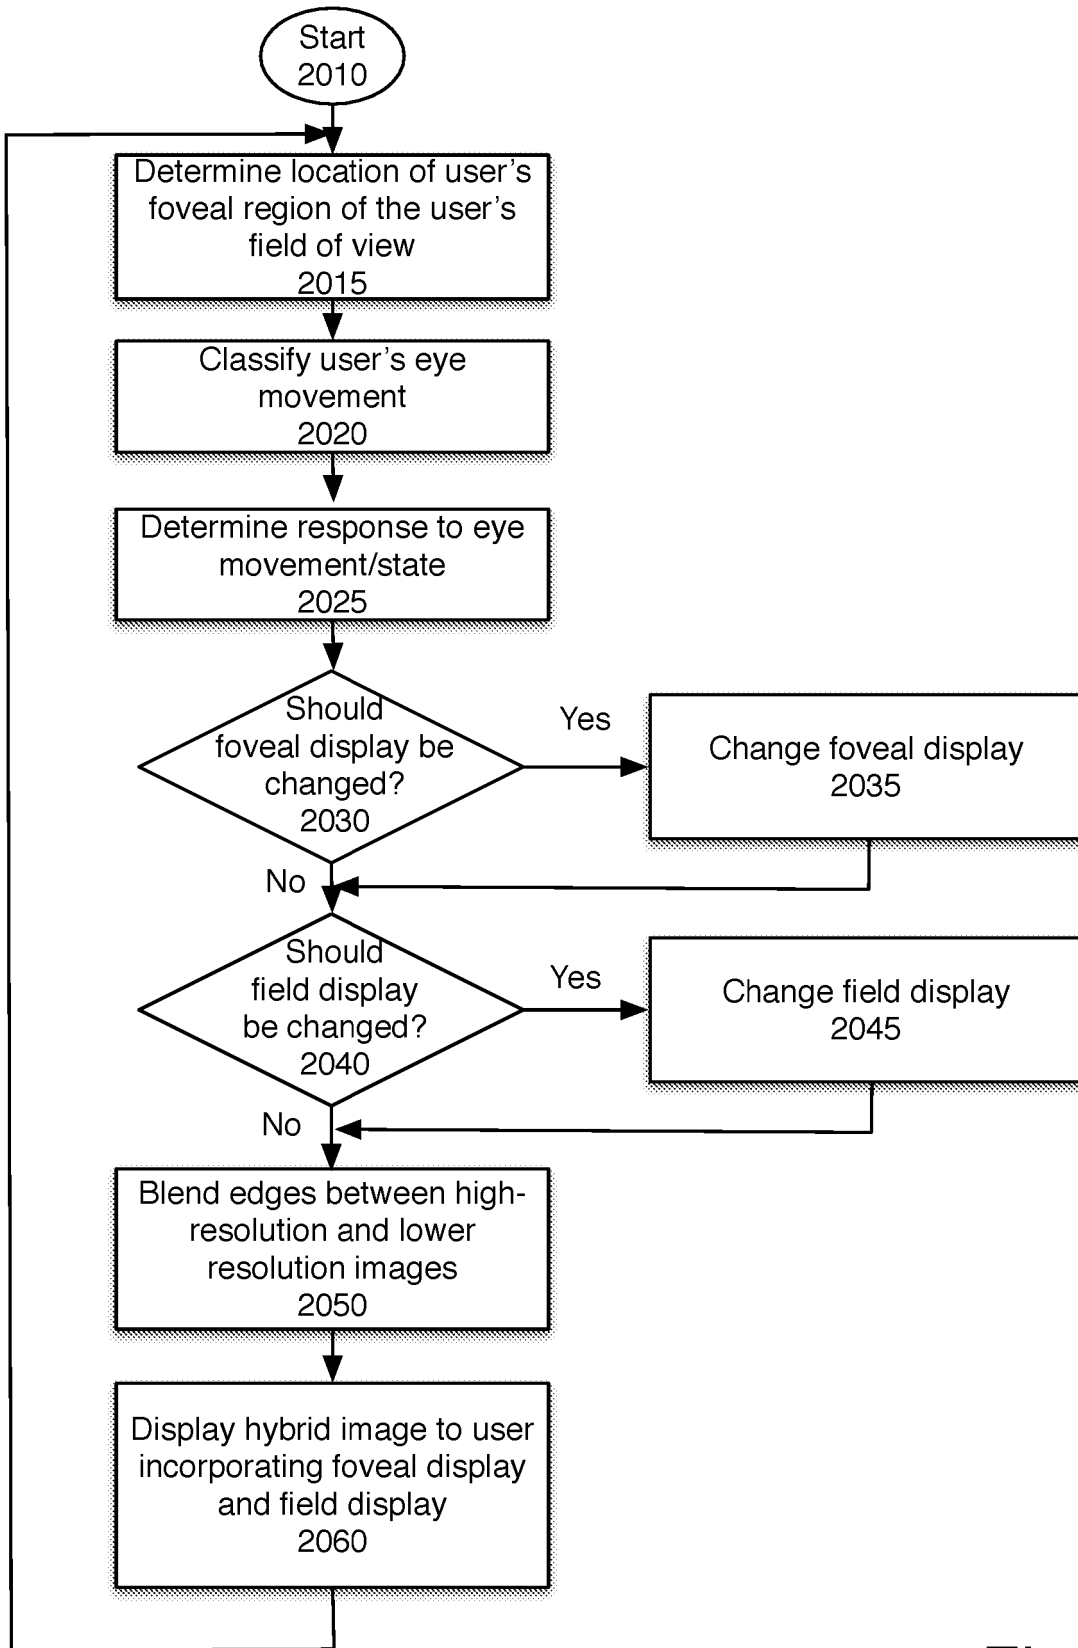 Start
2010
Determine location of user's
foveal region of the user's
field of view
2015
Classify user's eye
movement
2020
Determine response to eye
movement/state
2025
Should
foveal display be
changed?
2030
Yes
Change foveal display
2035
No
Should
field display
be changed?
2040
Yes
Change field display
2045
No
Blend edges between high-
resolution and lower
resolution images
2050
Display hybrid image to user
incorporating foveal display
and field display
2060